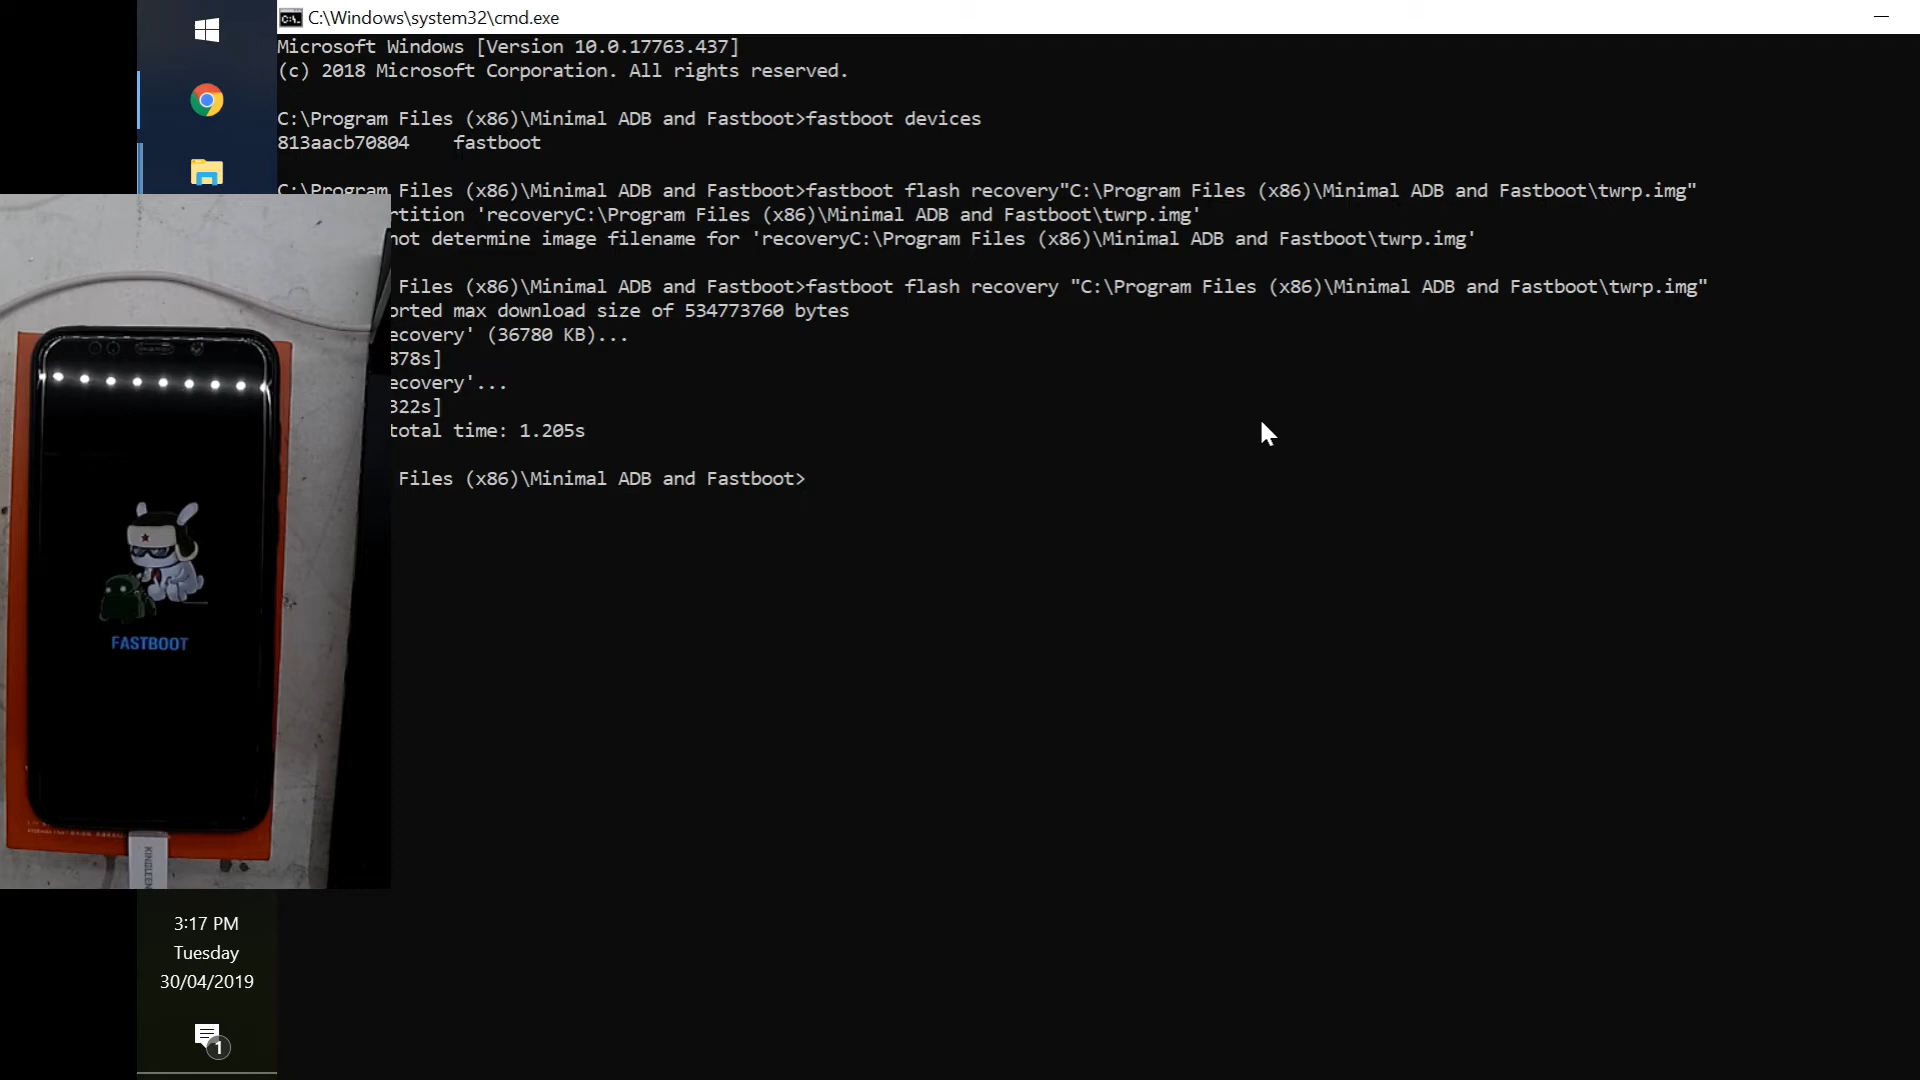 C:\Windows\system32\cmd.exe
Microsoft Windows [Version 10.0.17763.437]
(c) 2018 Microsoft Corporation. All rights reserved.
C:\Program Files (x86)\Minimal ADB and Fastboot>fastboot devices
813aacb70804    fastboot
C:\Program Files (x86)\Minimal ADB and Fastboot>fastboot flash recovery"C:\Program Files (x86)\Minimal ADB and Fastboot\twrp.img"
rtition 'recoveryC:\Program Files (x86)\Minimal ADB and Fastboot\twrp.img'
not determine image filename for 'recoveryC:\Program Files (x86)\Minimal ADB and Fastboot\twrp.img'
Files (x86)\Minimal ADB and Fastboot>fastboot flash recovery "C:\Program Files (x86)\Minimal ADB and Fastboot\twrp.img"
orted max download size of 534773760 bytes
ecovery' (36780 KB)...
878s]
ecovery'...
322s]
total time: 1.205s
Files (x86)\Minimal ADB and Fastboot>
FASTBOOT
KINGLEEN
3:17 PM
Tuesday
30/04/2019
1